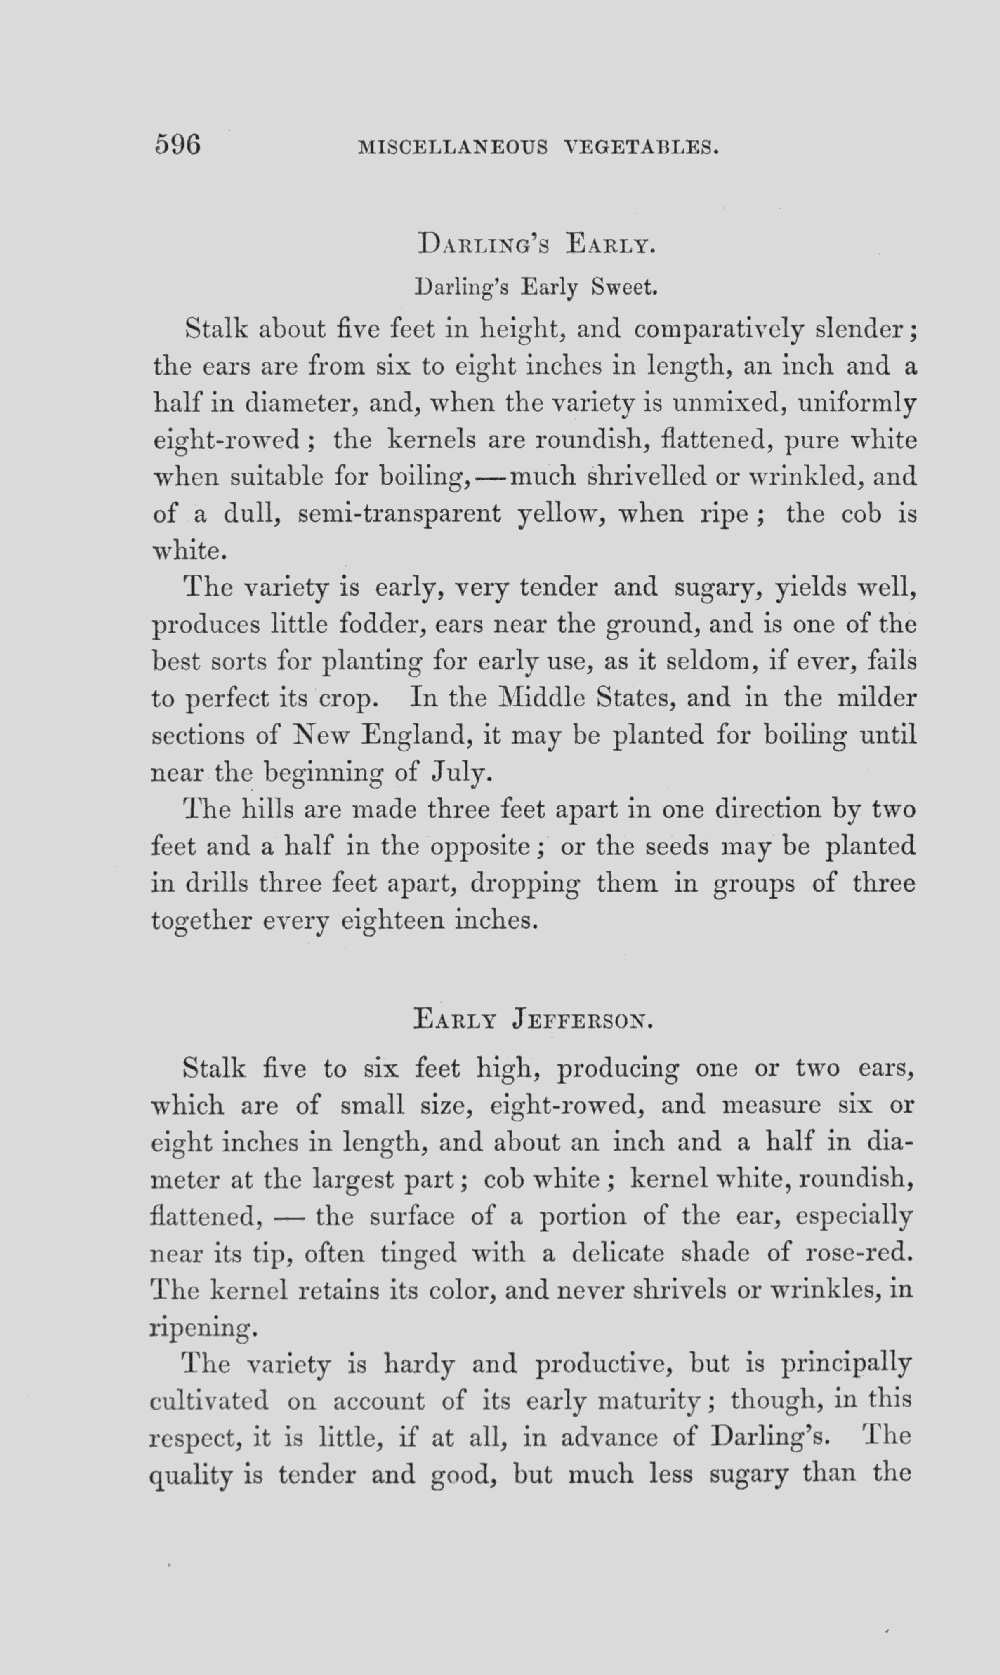 596 MISCELLANEOUS VEGETABLES.
DARLING'S EARLY.
Darling's Early Sweet.
Stalk about five feet in height, and comparatively slender;
the ears are from six to eight inches in length, an inch and a
half in diameter, and, when the variety is unmixed, uniformly
eight-rowed; the kernels are roundish, flattened, pure white
when suitable for boiling,—much shrivelled or wrinkled, and
of a dull, semi-transparent yellow, when ripe; the cob is
white.
The variety is early, very tender and sugary, yields well,
produces little fodder, ears near the ground, and is one of the
best sorts for planting for early use, as it seldom, if ever, fails
to perfect its crop. In the Middle States, and in the milder
sections of New England, it may be planted for boiling until
near the beginning of July.
The hills are made three feet apart in one direction by two
feet and a half in the opposite; or the seeds may be planted
in drills three feet apart, dropping them in groups of three
together every eighteen inches.
EARLY JEFFERSON.
Stalk five to six feet high, producing one or two ears,
which are of small size, eight-rowed, and measure six or
eight inches in length, and about an inch and a half in dia-
meter at the largest part; cob white; kernel white, roundish,
flattened, — the surface of a portion of the ear, especially
near its tip, often tinged with a delicate shade of rose-red.
The kernel retains its color, and never shrivels or wrinkles, in
ripening.
The variety is hardy and productive, but is principally
cultivated on account of its early maturity; though, in this
respect, it is little, if at all, in advance of Darling's. The
quality is tender and good, but much less sugary than the